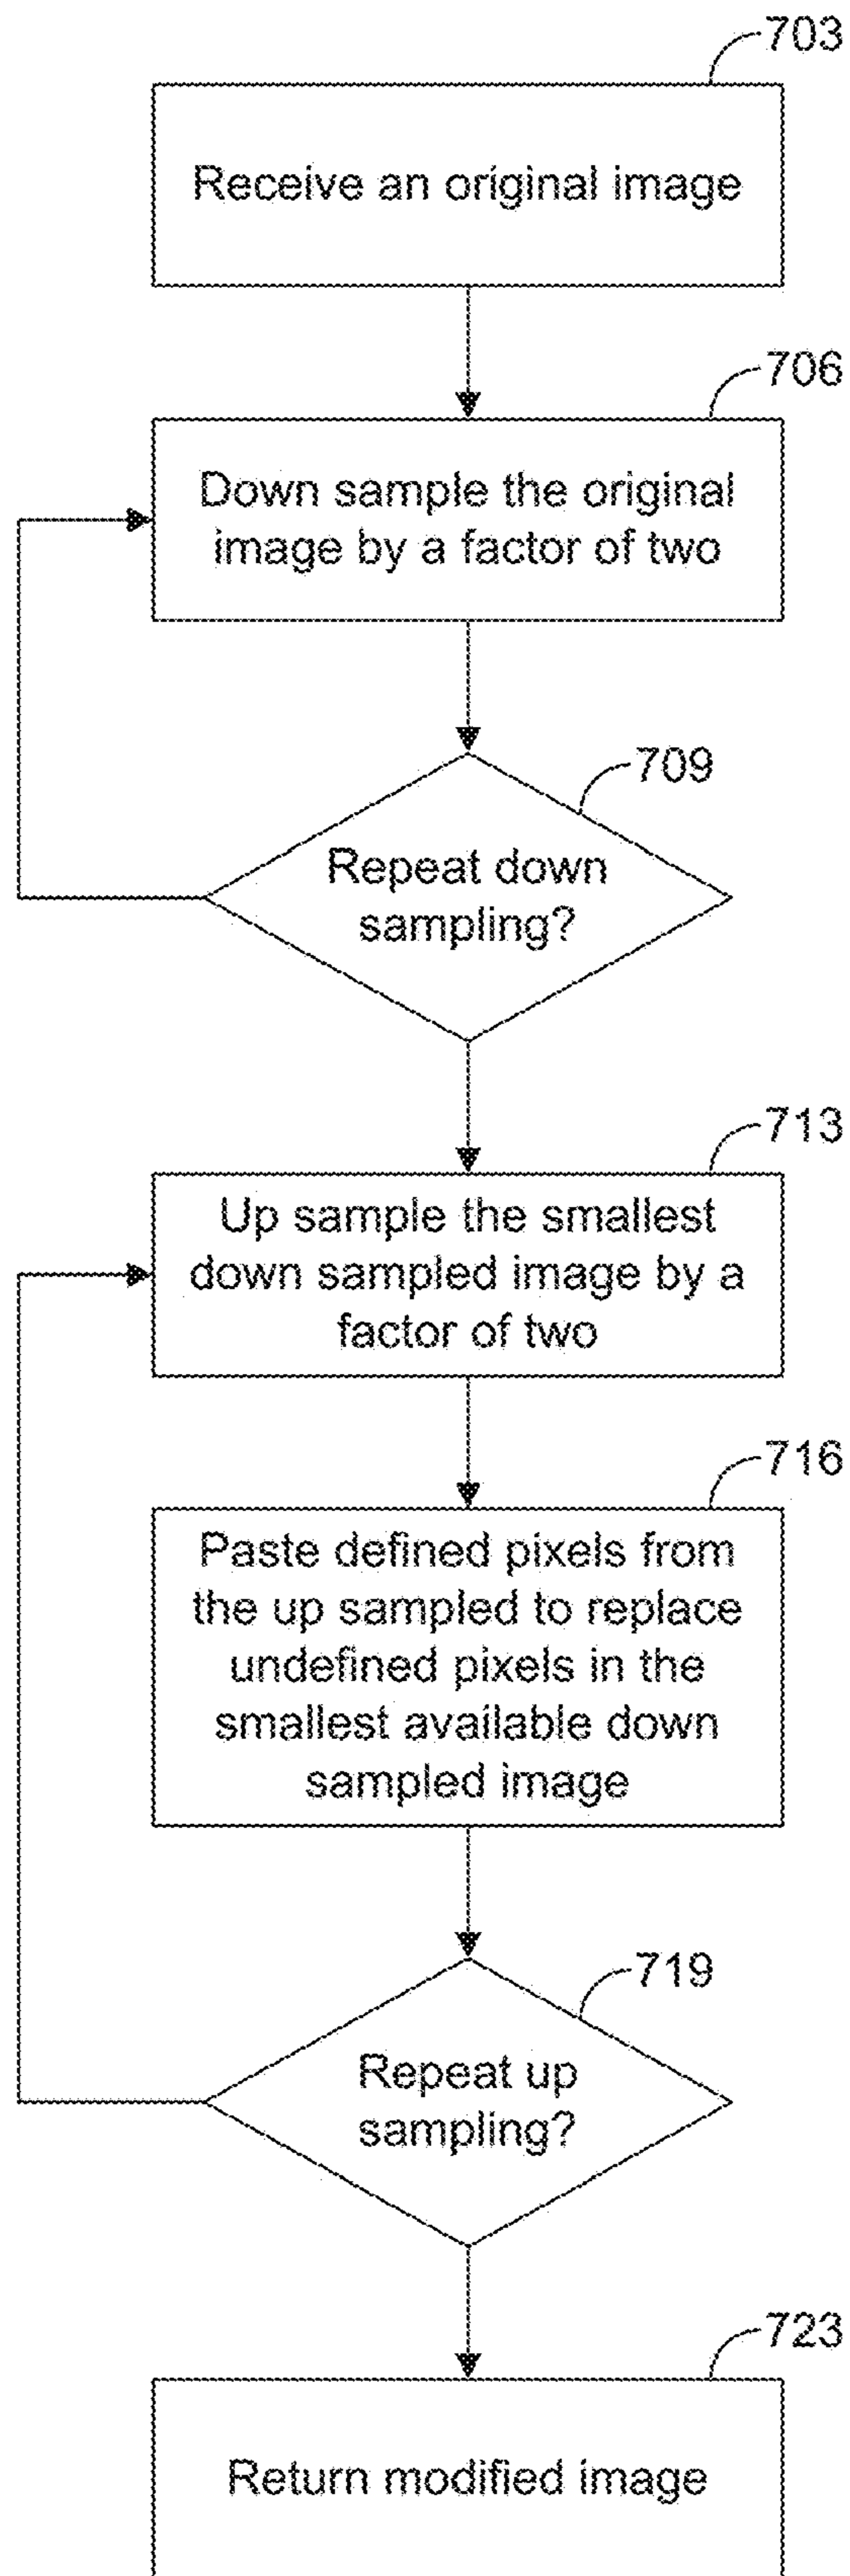 703
Receive an original image
706
Down sample the original
image by a factor of two
709
Repeat down
sampling?
713
Up sample the smallest
down sampled image by a
factor of two
716
Paste defined pixels from
the up sampled to replace
undefined pixels in the
smallest available down
sampled image
719
Repeat up
sampling?
723
Return modified image